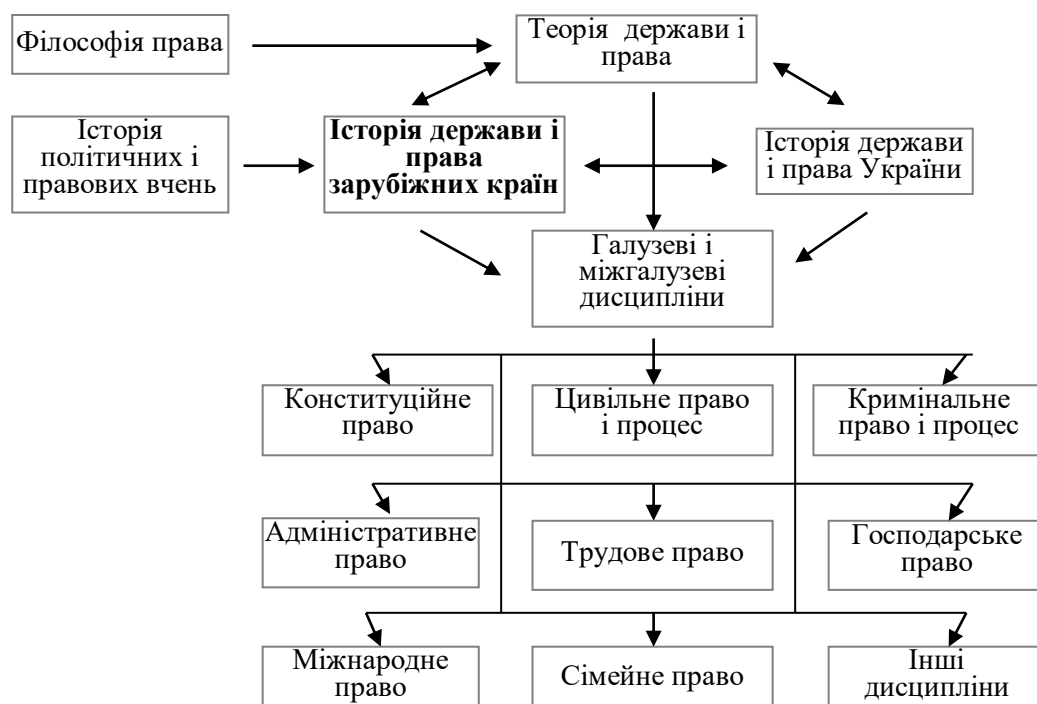 Філософія права
Теорія держави і
права
Історія
політичних і
правових вчень
Історія держави і
права
зарубіжних країн
Історія держави
і права України
Галузеві і
міжгалузеві
дисципліни
Конституційне
право
Цивільне право
і процес
Кримінальне
право і процес
Адміністративне
право
Трудове право
Господарське
право
Міжнародне
право
Сімейне право
Інші
дисципліни